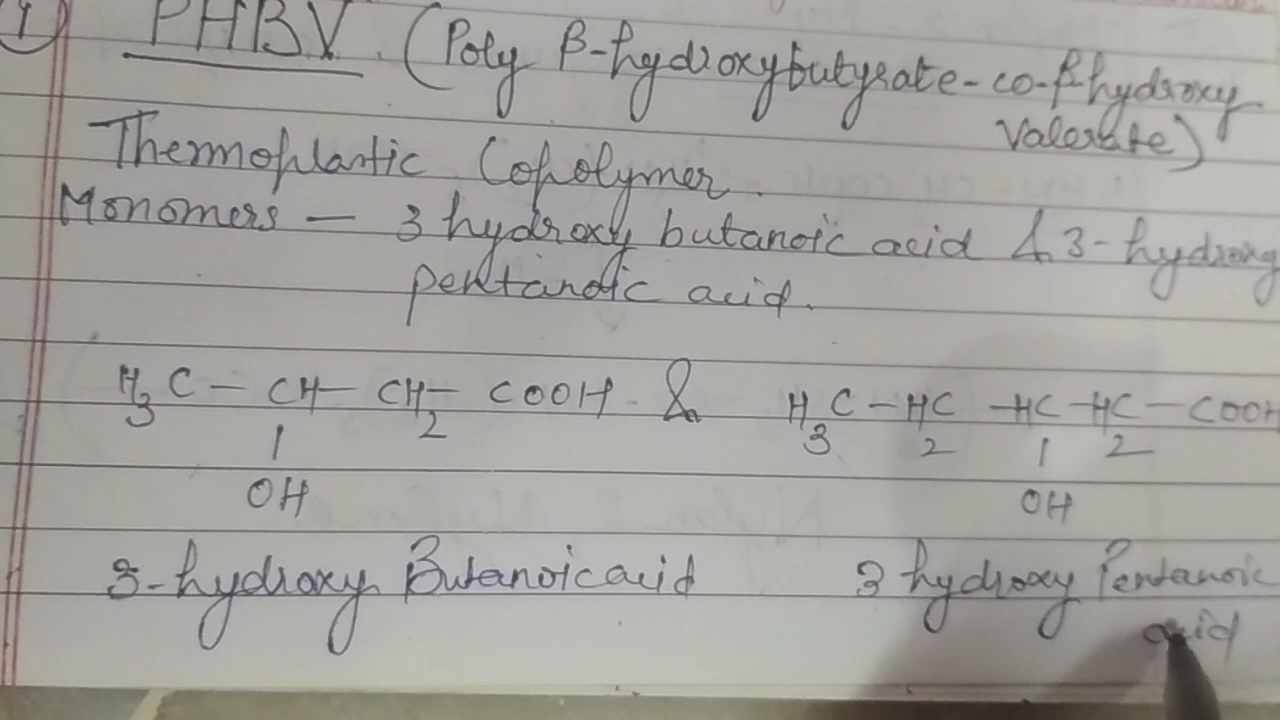 1) PHBV (Poly β-hydroxybutyrate-co-β hydroxy
Valerate)
Thermoplastic Copolymer.
Monomers — 3 hydroxy butanoic acid & 3-hydroxy
pentanoic acid.
H3C — CH — CH2 — COOH & H3C — H2C — HC — H2C — COOH
OH OH
3-hydroxy Butanoic acid 3 hydroxy Pentanoic
acid